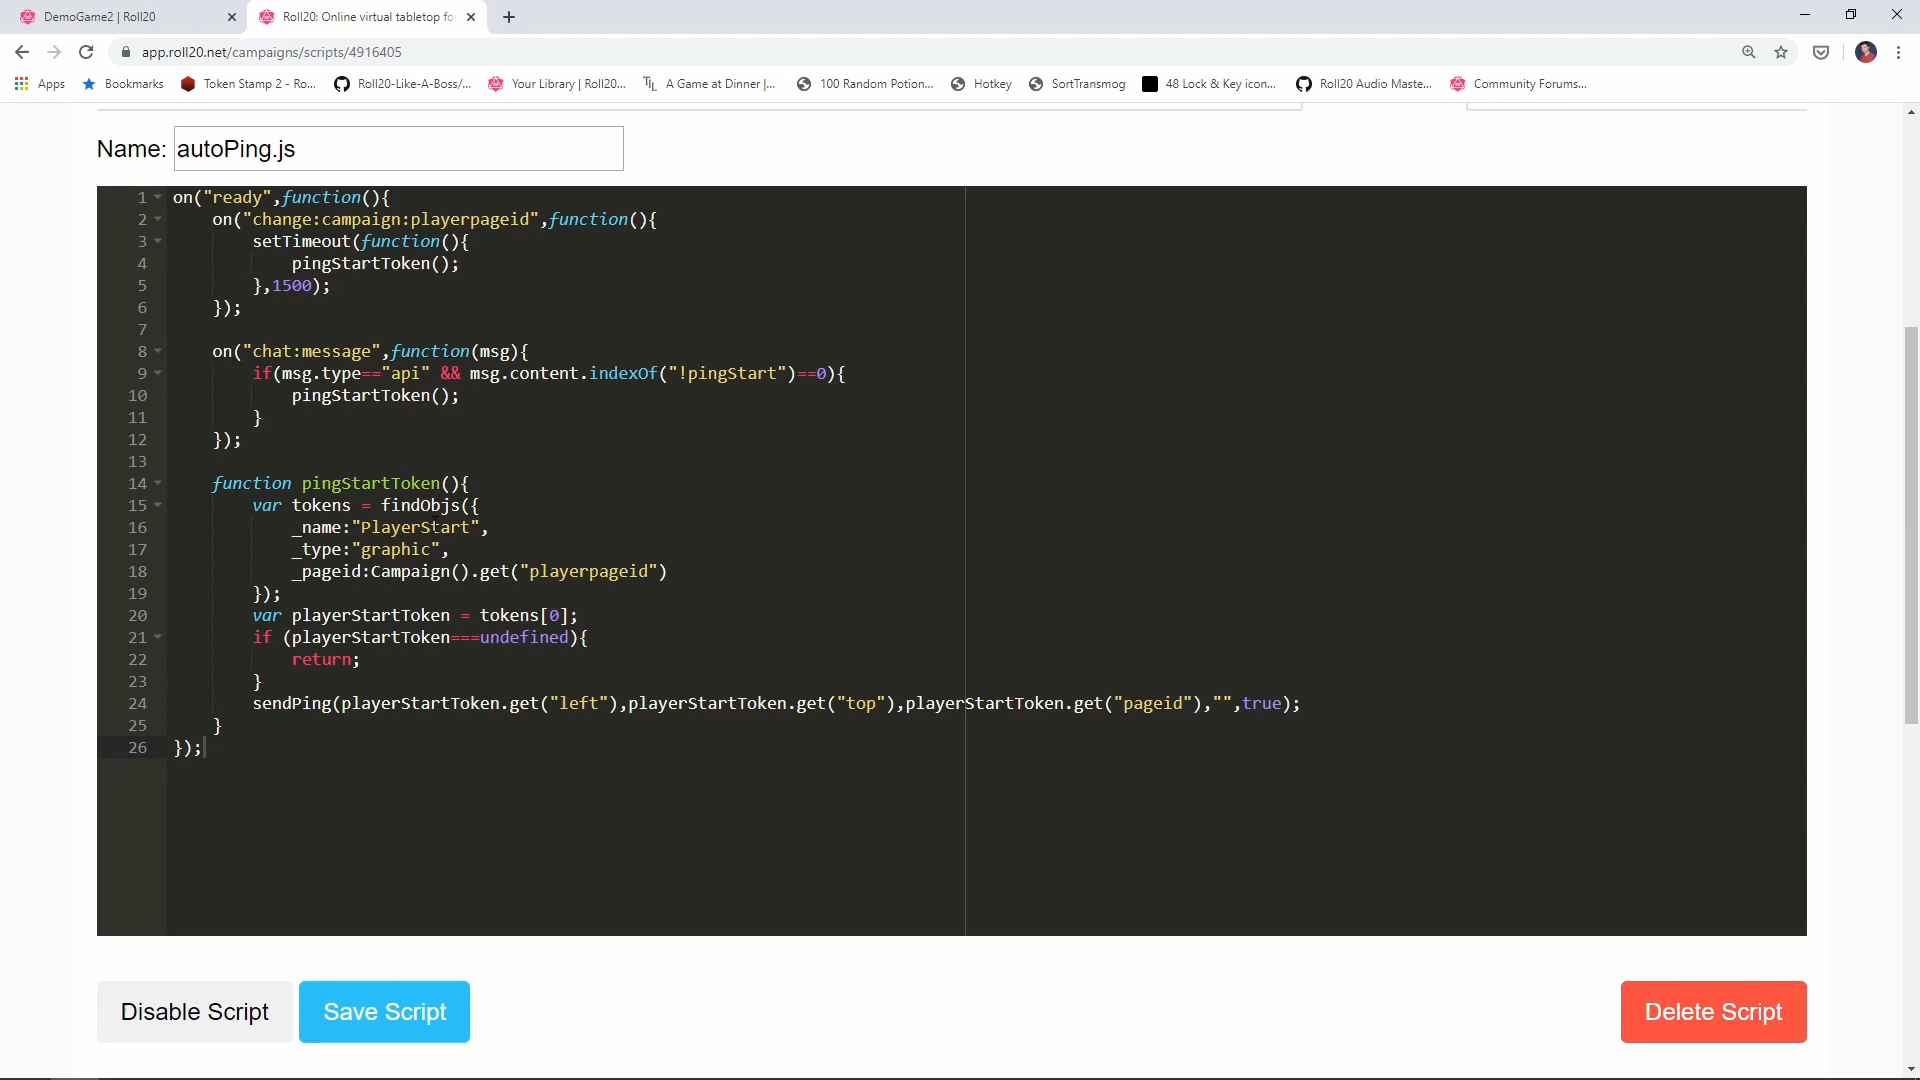 DemoGame2 | Roll20
Roll20: Online virtual tabletop fo
app.roll20.net/campaigns/scripts/4916405
Apps
Bookmarks
Token Stamp 2 - Ro...
Roll20-Like-A-Boss/...
Your Library | Roll20...
A Game at Dinner |...
100 Random Potion...
Hotkey
SortTransmog
48 Lock & Key icon...
Roll20 Audio Maste...
Community Forums...
Name: autoPing.js
1 on("ready",function(){
2 on("change:campaign:playerpageid",function(){
3 setTimeout(function(){
4 pingStartToken();
5 },1500);
6 });
7
8 on("chat:message",function(msg){
9 if(msg.type=="api" && msg.content.indexOf("!pingStart")==0){
10 pingStartToken();
11 }
12 });
13
14 function pingStartToken(){
15 var tokens = findObjs({
16 _name:"PlayerStart",
17 _type:"graphic",
18 _pageid:Campaign().get("playerpageid")
19 });
20 var playerStartToken = tokens[0];
21 if (playerStartToken===undefined){
22 return;
23 }
24 sendPing(playerStartToken.get("left"),playerStartToken.get("top"),playerStartToken.get("pageid"),"",true);
25 }
26 });
Disable Script
Save Script
Delete Script